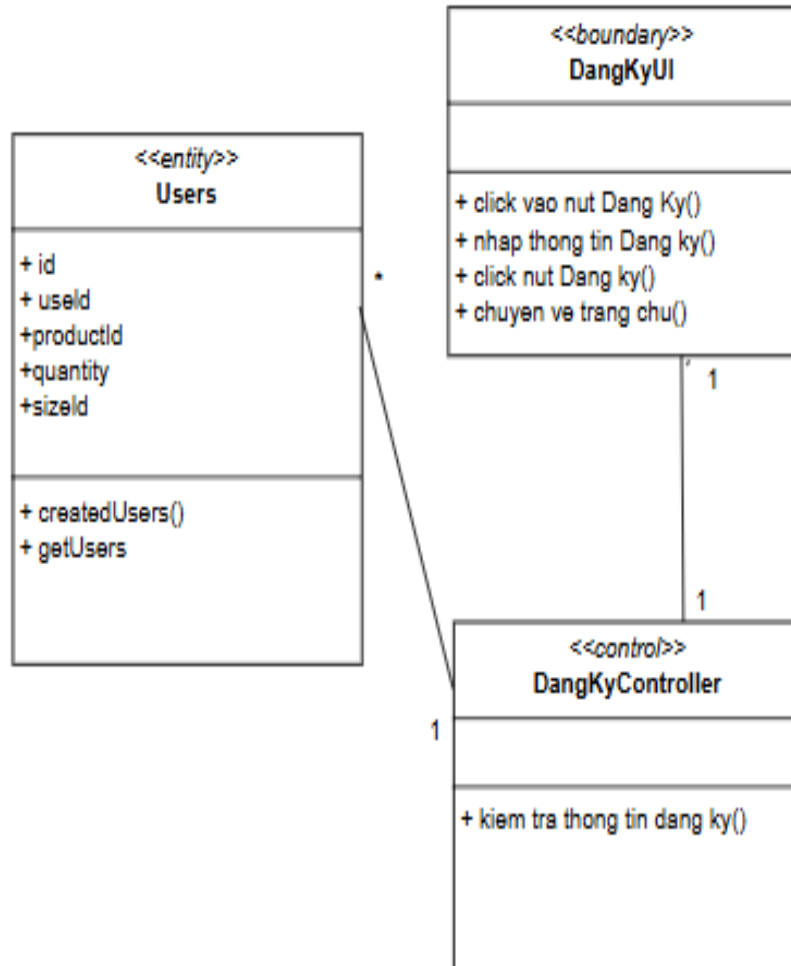 <<boundary>>
DangKyUI
+ click vao nut Dang Ky()
+ nhap thong tin Dang ky()
+ click nut Dang ky()
+ chuyen ve trang chu()
1
<<entity>>
Users
+ id
+ useId
+productId
+quantity
+sizeId
+ createdUsers()
+ getUsers
*
1
1
<<control>>
DangKyController
+ kiem tra thong tin dang ky()